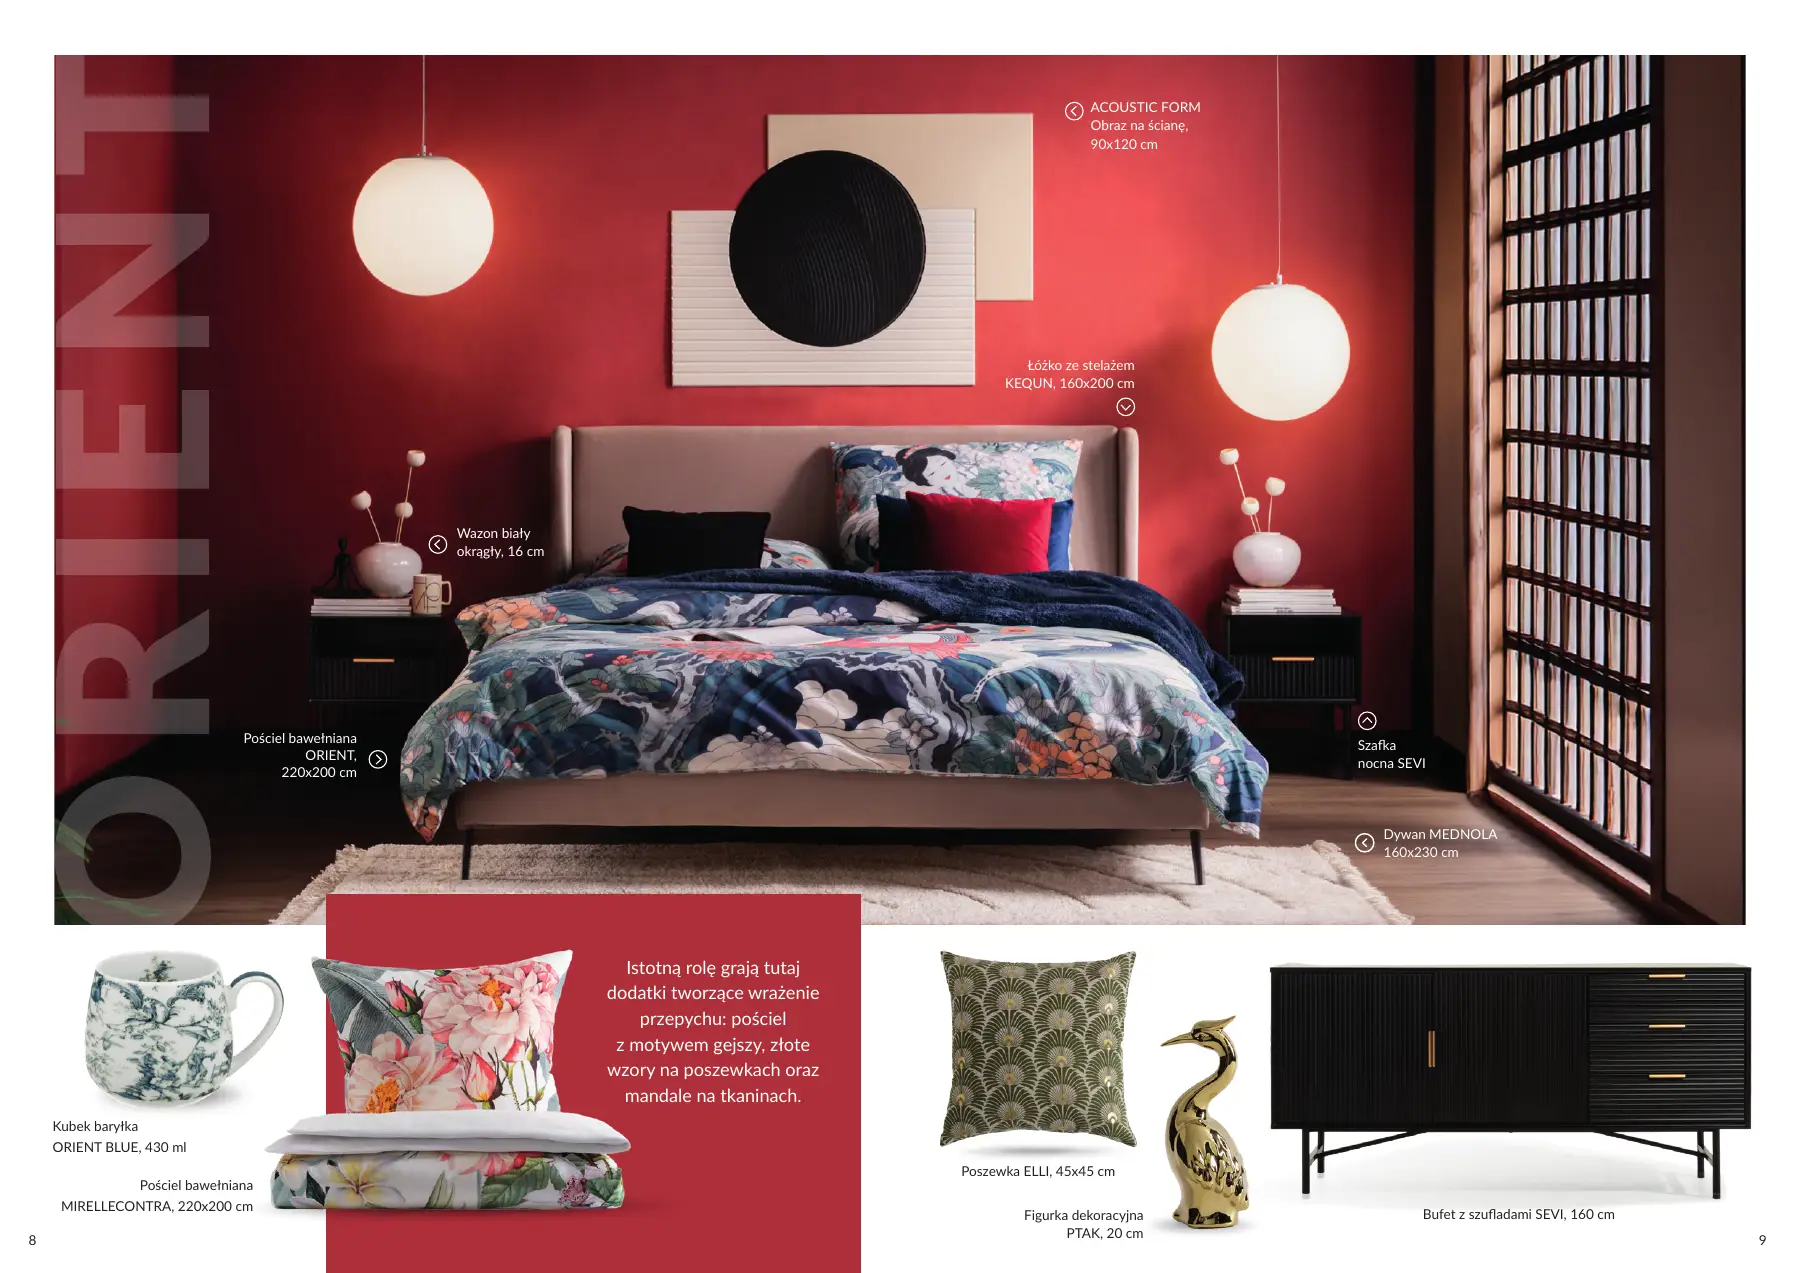 ORIENT
ACOUSTIC FORM
Obraz na ścianę,
90x120 cm
Łóżko ze stelażem
KEQUN, 160x200 cm
Wazon biały
okrągły, 16 cm
Pościel bawełniana
ORIENT,
220x200 cm
Szafka
nocna SEVI
Dywan MEDNOLA
160x230 cm
Istotną rolę grają tutaj
dodatki tworzące wrażenie
przepychu: pościel
z motywem gejszy, złote
wzory na poszewkach oraz
mandale na tkaninach.
Kubek baryłka
ORIENT BLUE, 430 ml
Pościel bawełniana
MIRELLECONTRA, 220x200 cm
Poszewka ELLI, 45x45 cm
Figurka dekoracyjna
PTAK, 20 cm
Bufet z szufladami SEVI, 160 cm
8
9